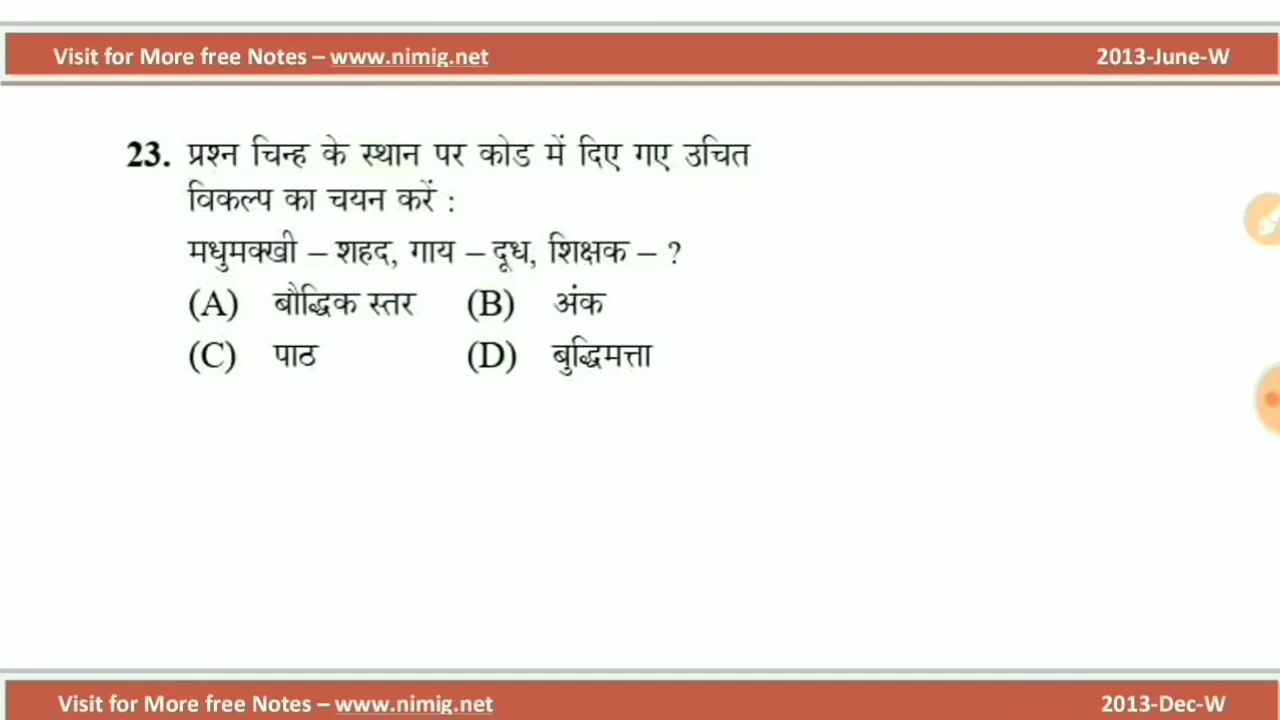 Visit for More free Notes – www.nimig.net 2013-June-W
23. प्रश्न चिन्ह के स्थान पर कोड में दिए गए उचित
विकल्प का चयन करें :
मधुमक्खी – शहद, गाय – दूध, शिक्षक – ?
(A) बौद्धिक स्तर (B) अंक
(C) पाठ (D) बुद्धिमत्ता
Visit for More free Notes – www.nimig.net 2013-Dec-W